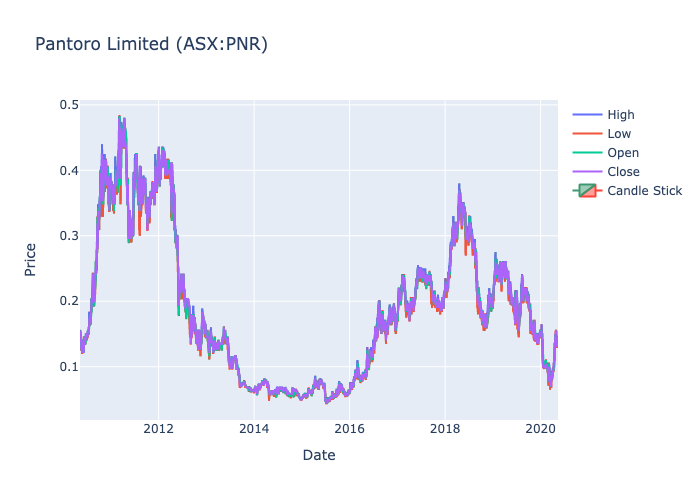 Pantoro Limited (ASX:PNR)
0.5
0.4
0.3
0.2
0.1
Price
2012
2014
2016
2018
2020
Date
High
Low
Open
Close
Candle Stick